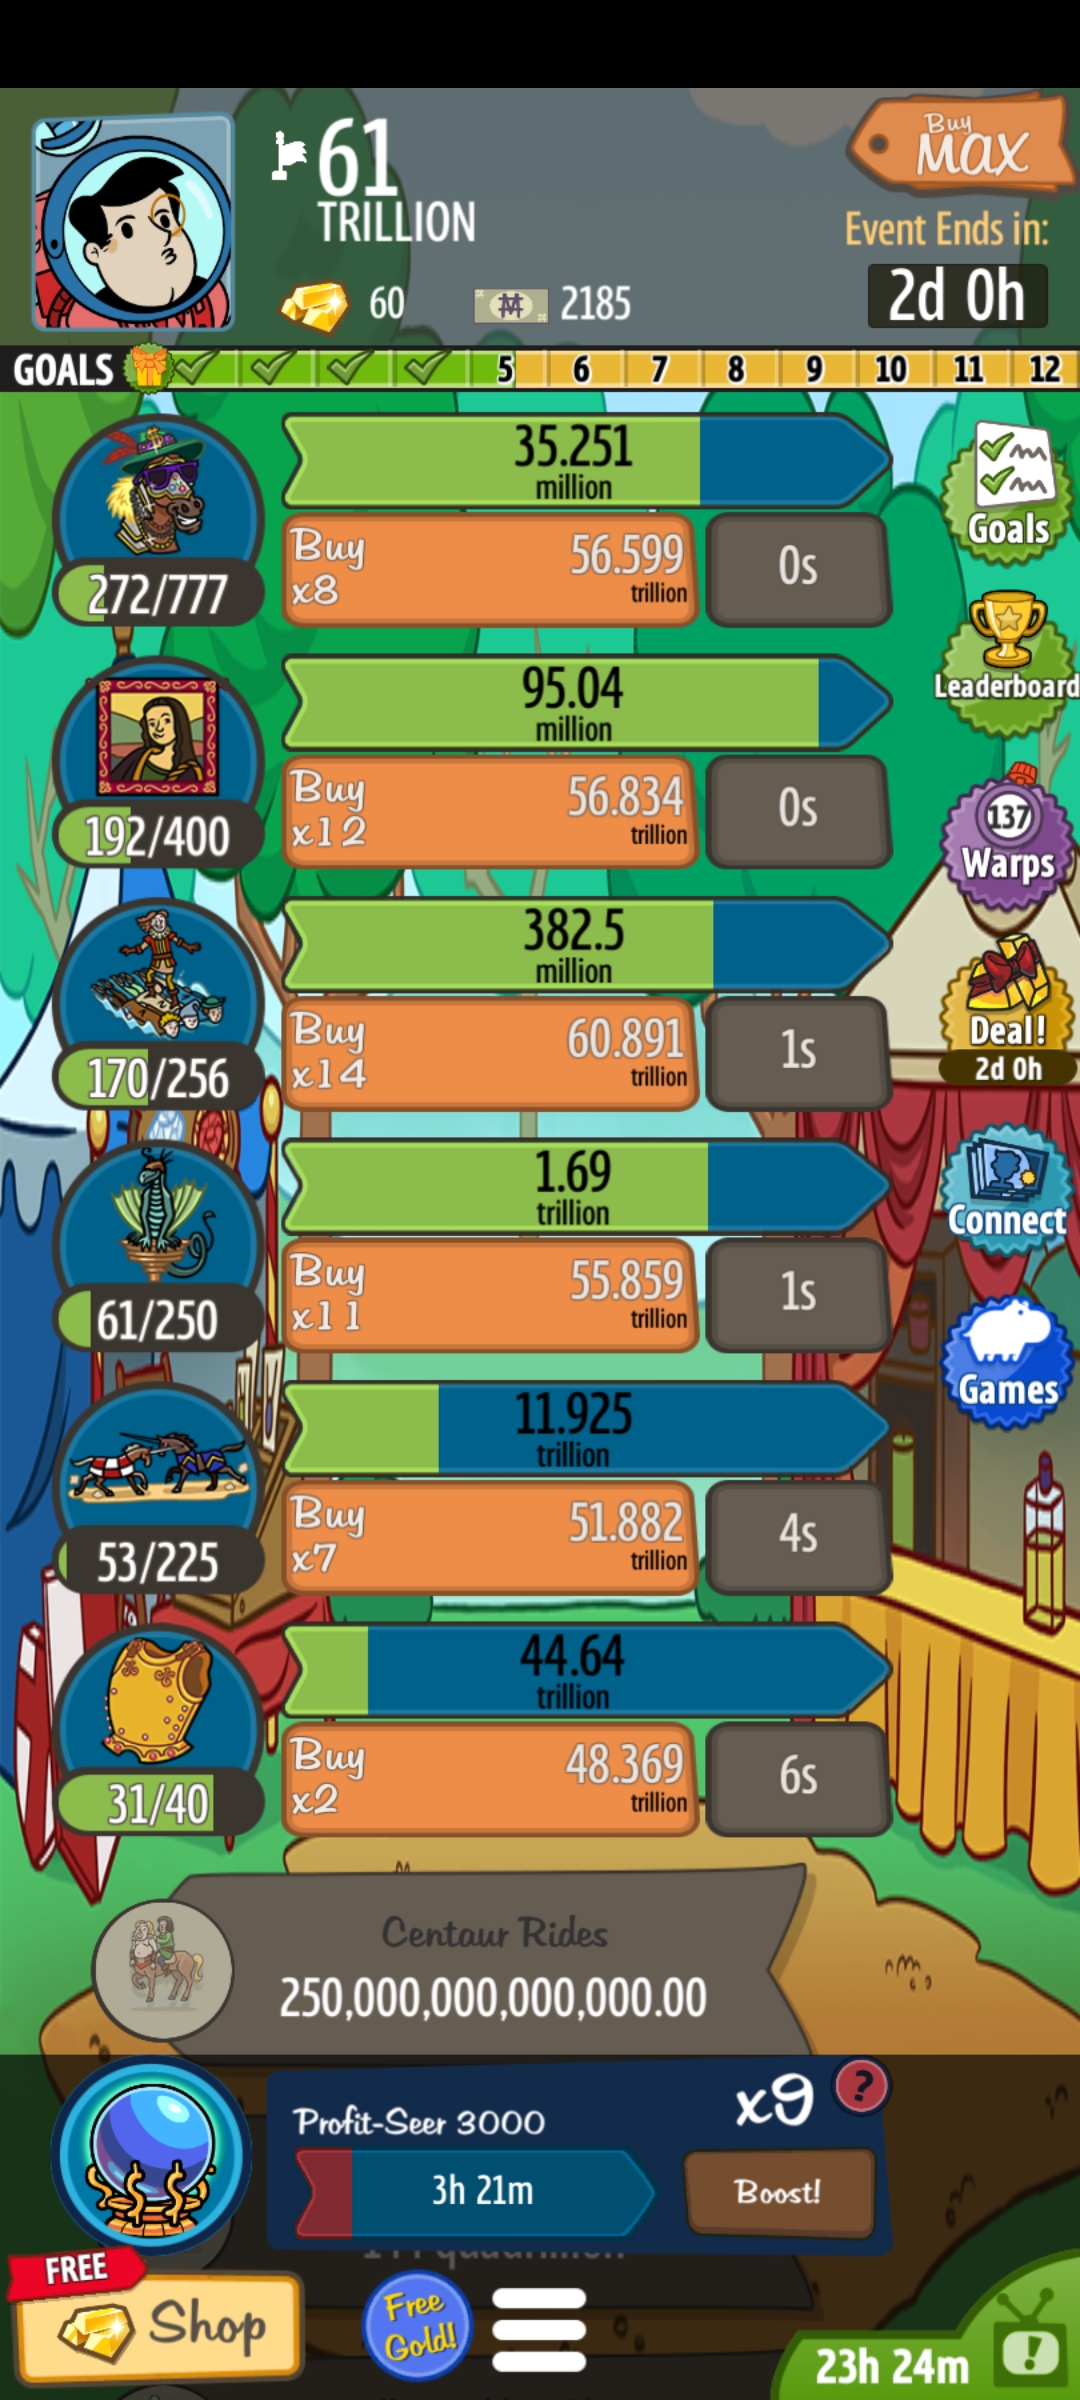 61
TRILLION
Buy
MAX
Event Ends in:
2d 0h
60
2185
GOALS
5 6 7 8 9 10 11 12
35.251
million
Buy
x8
56.599
trillion
0s
272/777
Goals
Leaderboard
95.04
million
Buy
x12
56.834
trillion
0s
192/400
137
Warps
382.5
million
Buy
x14
60.891
trillion
1s
170/256
Deal!
2d 0h
1.69
trillion
Buy
x11
55.859
trillion
1s
61/250
Connect
Games
11.925
trillion
Buy
x7
51.882
trillion
4s
53/225
44.64
trillion
Buy
x2
48.369
trillion
6s
31/40
Centaur Rides
250,000,000,000,000.00
Profit-Seer 3000
x9
?
3h 21m
Boost!
FREE
Shop
Free
Gold!
23h 24m
!